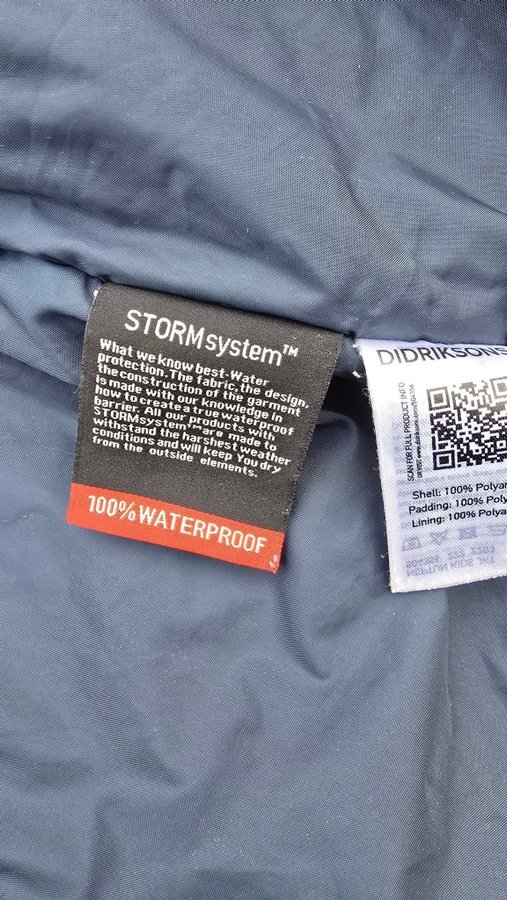 STORMsystem™
What we know best-Water
protection. The fabric, the design,
the construction of the garment
is made with our knowledge in
how to create a true waterproof
barrier. All our products with
STORMsystem™ are made to
withstand the harshest weather
conditions and will keep You dry
from the outside elements.
100% WATERPROOF
DIDRIKSONS
SCAN FOR FULL PRODUCT INFO
Shell: 100% Polyam
Padding: 100% Poly
Lining: 100% Polya